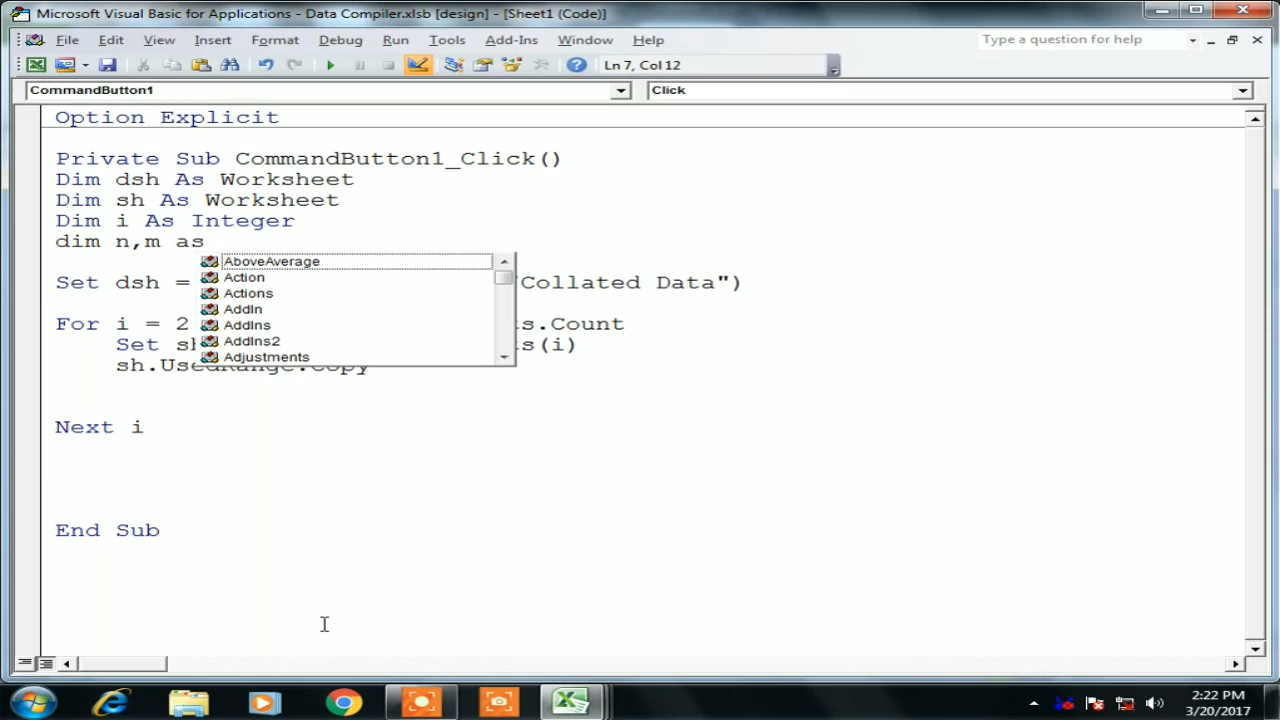 Microsoft Visual Basic for Applications - Data Compiler.xlsb [design] - [Sheet1 (Code)]
File Edit View Insert Format Debug Run Tools Add-Ins Window Help Type a question for help
Ln 7, Col 12
CommandButton1 Click
Option Explicit
Private Sub CommandButton1_Click()
Dim dsh As Worksheet
Dim sh As Worksheet
Dim i As Integer
dim n,m as
AboveAverage
Action
Actions
AddIn
AddIns
AddIns2
Adjustments
Set dsh = "Collated Data")
For i = 2 s.Count
Set sh s(i)
sh.UsedRange.Copy
Next i
End Sub
2:22 PM
3/20/2017